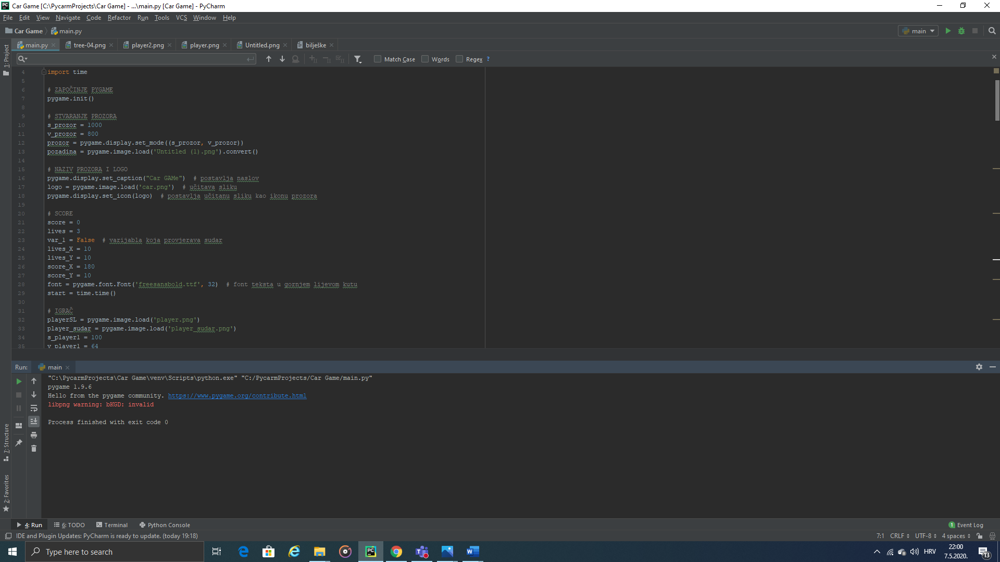 PC Car Game [C:\PycarmProjects\Car Game] - ...\main.py [Car Game] - PyCharm
File Edit View Navigate Code Refactor Run Tools VCS Window Help
Car Game main.py main
main.py tree-04.png player2.png player.png Untitled.png bilješke
Match Case Words Regex ?
1: Project
4 import time
5
6 # ZAPOČINJE PYGAME
7 pygame.init()
8
9 # STVARANJE PROZORA
10 s_prozor = 1000
11 v_prozor = 800
12 prozor = pygame.display.set_mode((s_prozor, v_prozor))
13 pozadina = pygame.image.load('Untitled (1).png').convert()
14
15 # NAZIV PROZORA I LOGO
16 pygame.display.set_caption("Car GAMe")  # postavlja naslov
17 logo = pygame.image.load('car.png')  # učitava sliku
18 pygame.display.set_icon(logo)  # postavlja učitanu sliku kao ikonu prozora
19
20 # SCORE
21 score = 0
22 lives = 3
23 var_1 = False  # varijabla koja provjerava sudar
24 lives_X = 10
25 lives_Y = 10
26 score_X = 180
27 score_Y = 10
28 font = pygame.font.Font('freesansbold.ttf', 32)  # font teksta u gornjem lijevom kutu
29 start = time.time()
30
31 # IGRAČ
32 playerSL = pygame.image.load('player.png')
33 player_sudar = pygame.image.load('player_sudar.png')
34 s_player1 = 100
35 v_player1 = 64
Run: main
"C:\PycarmProjects\Car Game\venv\Scripts\python.exe" "C:/PycarmProjects/Car Game/main.py"
pygame 1.9.6
Hello from the pygame community. https://www.pygame.org/contribute.html
libpng warning: bKGD: invalid
Process finished with exit code 0
7: Structure
2: Favorites
4: Run 6: TODO Terminal Python Console 1 Event Log
IDE and Plugin Updates: PyCharm is ready to update. (today 19:18) 7:1 CRLF UTF-8 4 spaces
Type here to search PC HRV 22:00
7.5.2020. 13